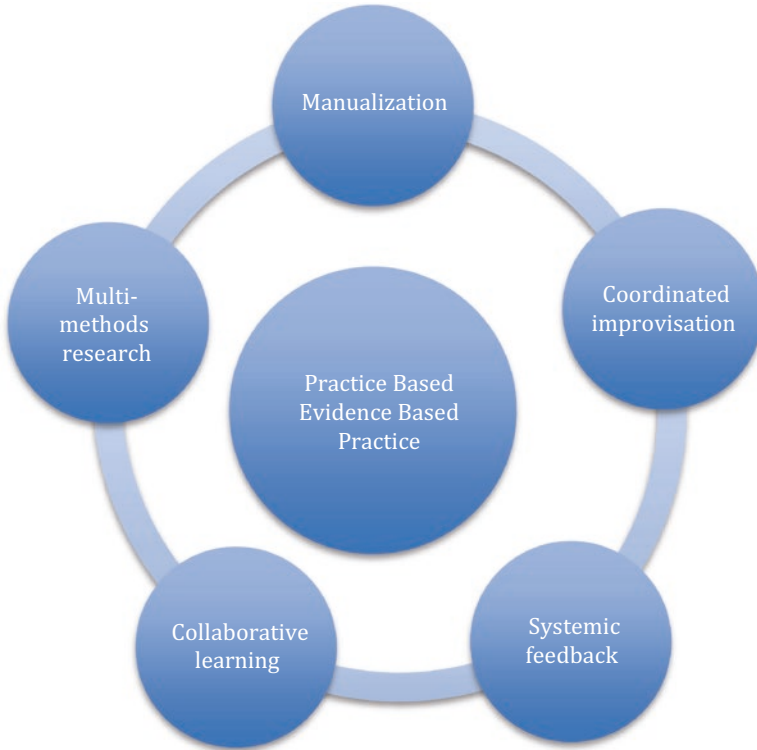 Manualization
Coordinated
improvisation
Systemic
feedback
Collaborative
learning
Multi-
methods
research
Practice Based
Evidence Based
Practice